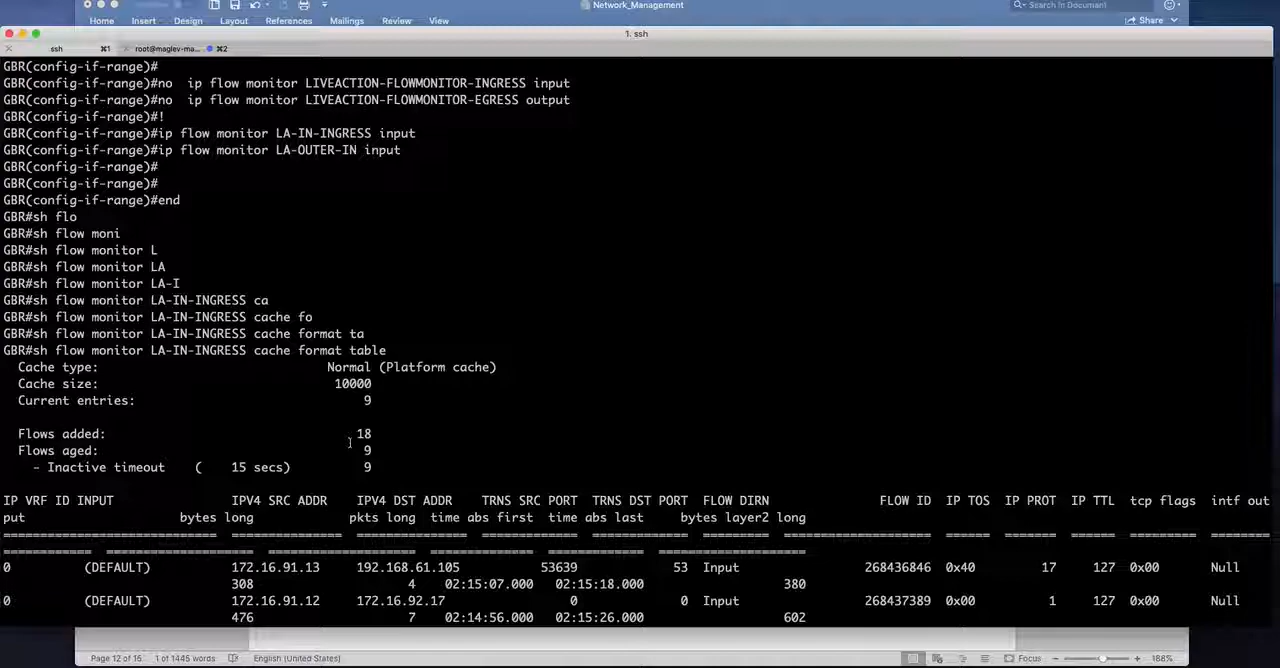 Network_Management
Search in Document
Home Insert Design Layout References Mailings Review View
Share
1. ssh
ssh ⌘1 root@maglev-ma... ⌘2
GBR(config-if-range)#
GBR(config-if-range)#no  ip flow monitor LIVEACTION-FLOWMONITOR-INGRESS input
GBR(config-if-range)#no  ip flow monitor LIVEACTION-FLOWMONITOR-EGRESS output
GBR(config-if-range)#!
GBR(config-if-range)#ip flow monitor LA-IN-INGRESS input
GBR(config-if-range)#ip flow monitor LA-OUTER-IN input
GBR(config-if-range)#
GBR(config-if-range)#
GBR(config-if-range)#end
GBR#sh flo
GBR#sh flow moni
GBR#sh flow monitor L
GBR#sh flow monitor LA
GBR#sh flow monitor LA-I
GBR#sh flow monitor LA-IN-INGRESS ca
GBR#sh flow monitor LA-IN-INGRESS cache fo
GBR#sh flow monitor LA-IN-INGRESS cache format ta
GBR#sh flow monitor LA-IN-INGRESS cache format table
Cache type: Normal (Platform cache)
Cache size: 10000
Current entries: 9
Flows added: 18
Flows aged: 9
- Inactive timeout ( 15 secs) 9
IP VRF ID INPUT IPV4 SRC ADDR IPV4 DST ADDR TRNS SRC PORT TRNS DST PORT FLOW DIRN FLOW ID IP TOS IP PROT IP TTL tcp flags intf out
put bytes long pkts long time abs first time abs last bytes layer2 long
0 (DEFAULT) 172.16.91.13 192.168.61.105 53639 53 Input 268436846 0x40 17 127 0x00 Null
308 4 02:15:07.000 02:15:18.000 380
0 (DEFAULT) 172.16.91.12 172.16.92.17 0 0 Input 268437389 0x00 1 127 0x00 Null
476 7 02:14:56.000 02:15:26.000 602
Page 12 of 15 1 of 1445 words English (United States) Focus 188%